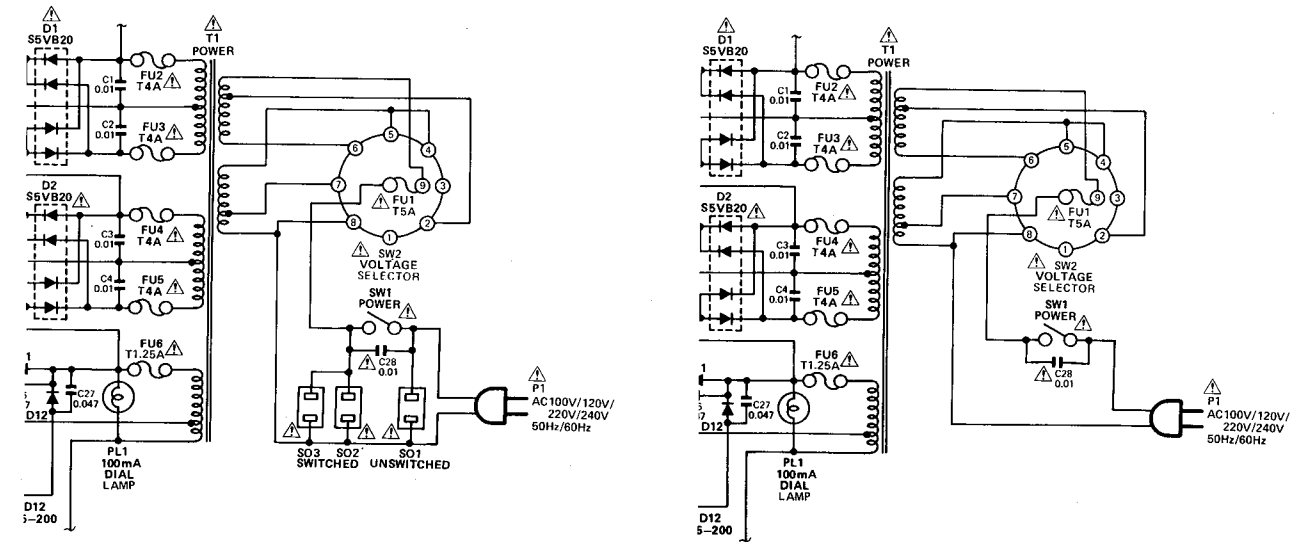 D1
S5VB20
T1
POWER
FU2
T4A
C1
0.01
C2
0.01
FU3
T4A
5
4
6
7
9
3
FU1
T5A
8
2
1
SW2
VOLTAGE
SELECTOR
D2
S5VB20
FU4
T4A
C3
0.01
C4
0.01
FU5
T4A
SW1
POWER
C28
0.01
FU6
T1.25A
1
C27
0.047
D12
PL1
100mA
DIAL
LAMP
SO3
SO2
SO1
SWITCHED
UNSWITCHED
P1
AC100V/120V/
220V/240V
50Hz/60Hz
D12
5-200
D1
S5VB20
T1
POWER
FU2
T4A
C1
0.01
C2
0.01
FU3
T4A
5
4
6
7
9
3
FU1
T5A
8
2
1
SW2
VOLTAGE
SELECTOR
D2
S5VB20
FU4
T4A
C3
0.01
C4
0.01
FU5
T4A
SW1
POWER
C28
0.01
FU6
T1.25A
1
C27
0.047
D12
PL1
100mA
DIAL
LAMP
P1
AC100V/120V/
220V/240V
50Hz/60Hz
D12
5-200